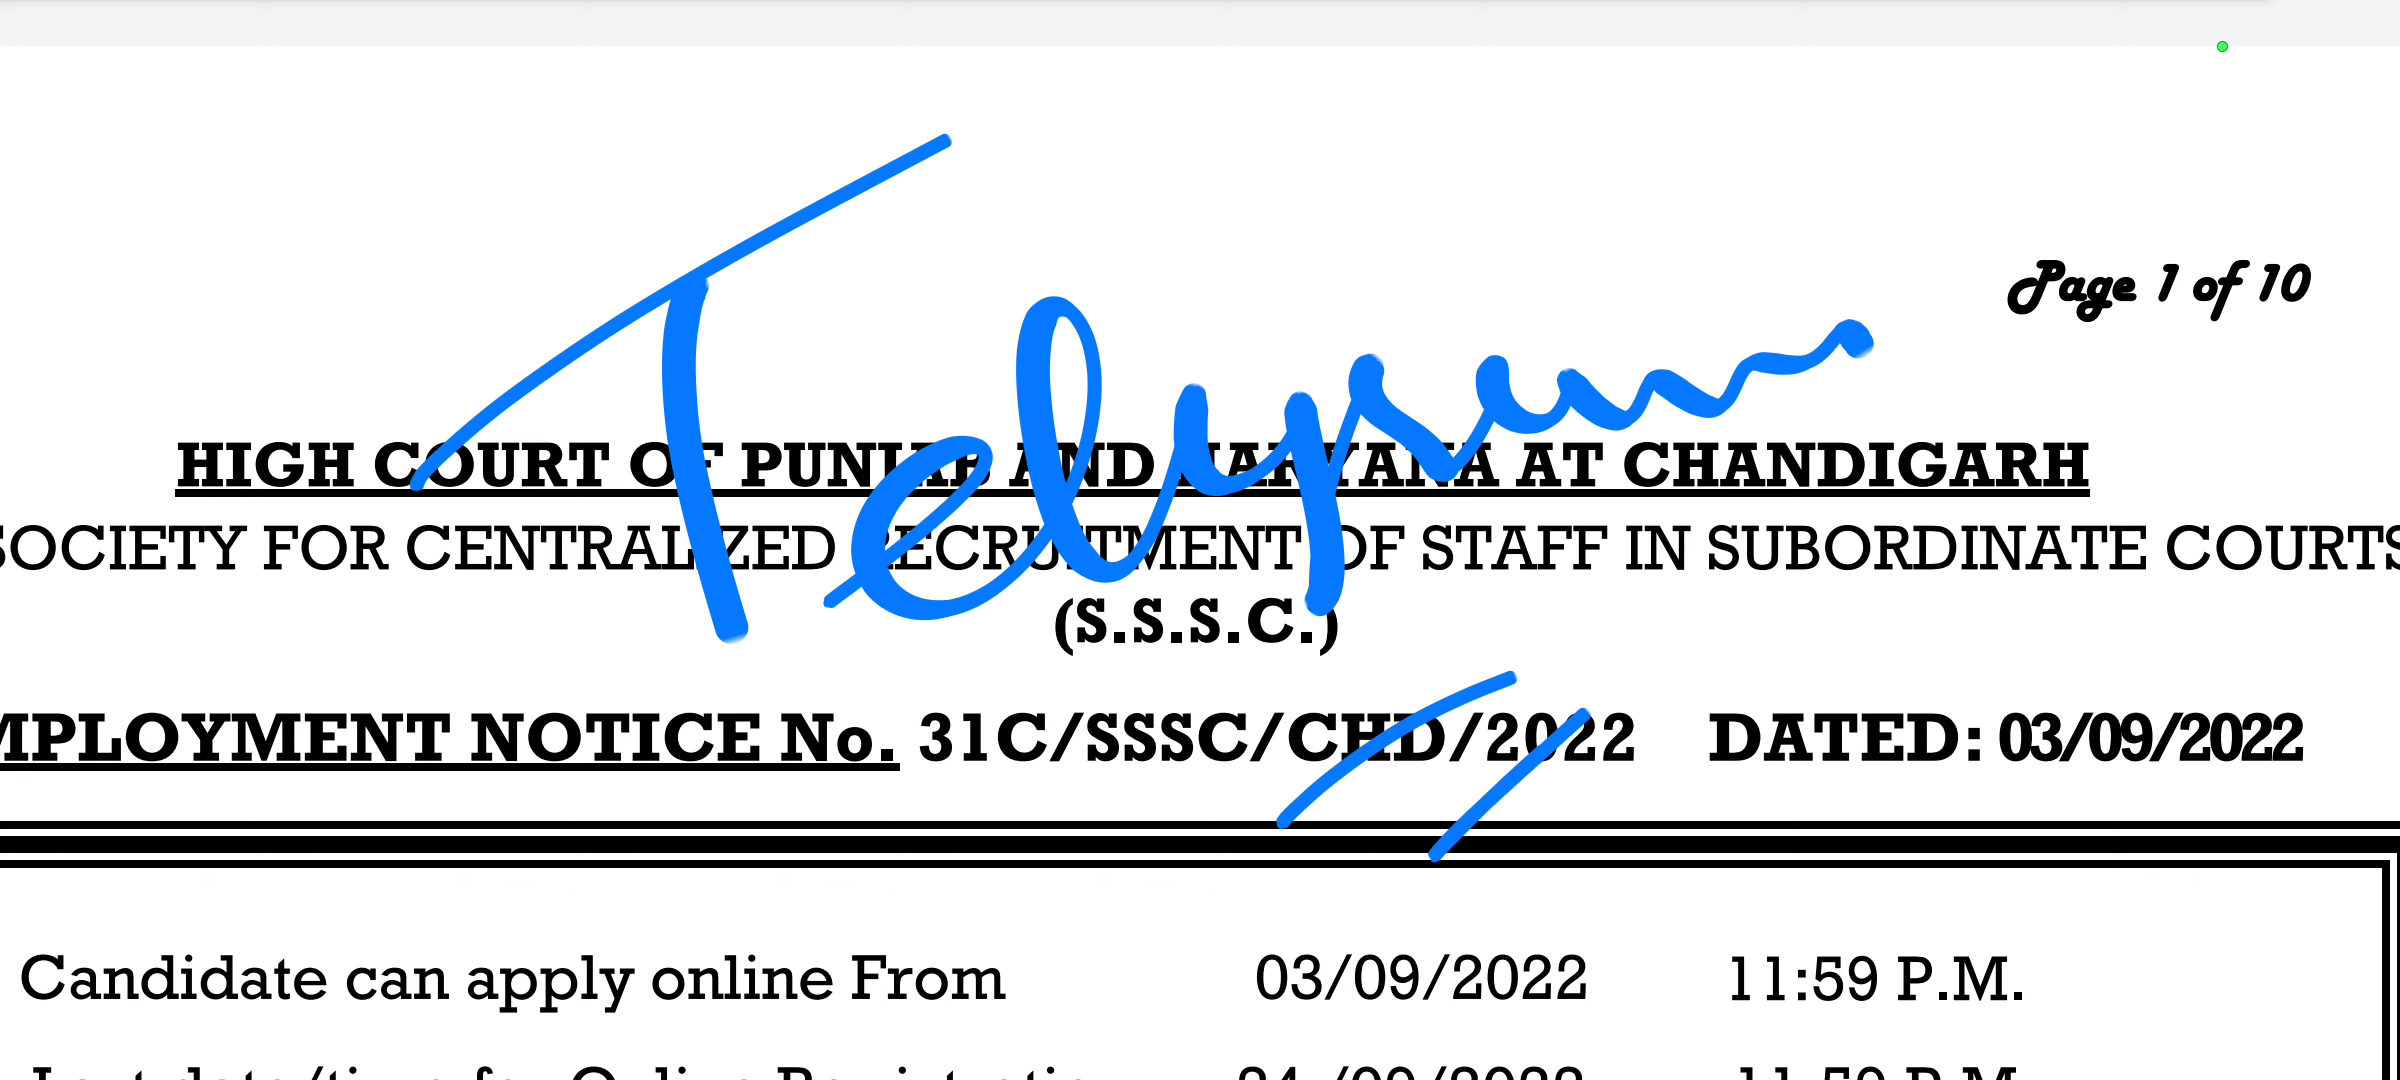 Page 1 of 10
HIGH COURT OF PUNJAB AND HARYANA AT CHANDIGARH
SOCIETY FOR CENTRALIZED RECRUITMENT OF STAFF IN SUBORDINATE COURTS
(S.S.S.C.)
MPLOYMENT NOTICE No. 31C/SSSC/CHD/2022 DATED: 03/09/2022
Candidate can apply online From 03/09/2022 11:59 P.M.